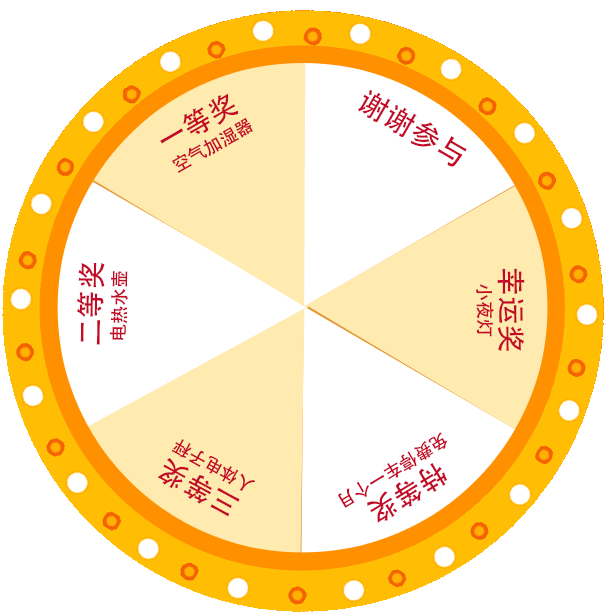 一等奖
空气加湿器
谢谢参与
幸运奖
小夜灯
特等奖
免费停车一个月
三等奖
人体电子秤
二等奖
电热水壶